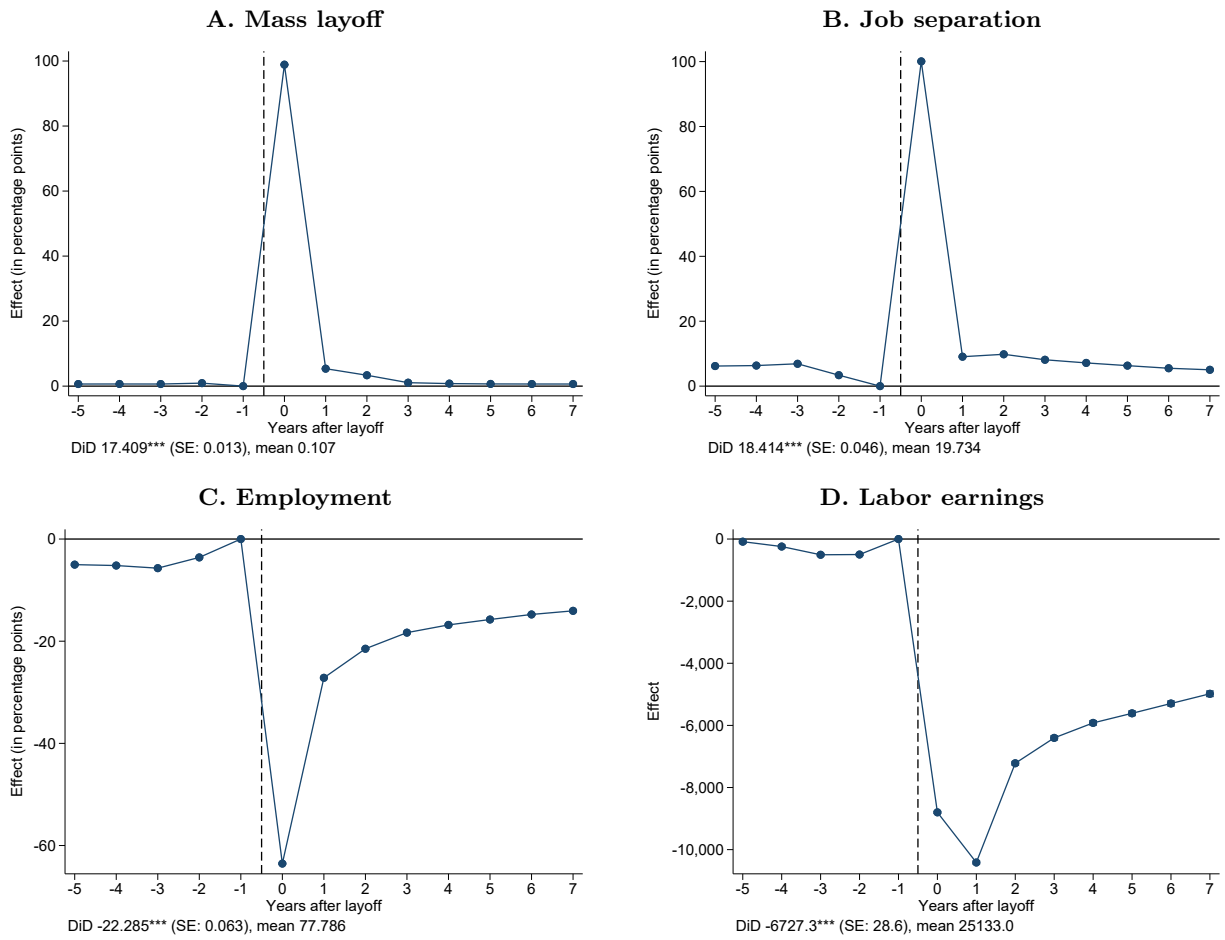 A. Mass layoff
Effect (in percentage points)
100
80
60
40
20
0
-5 -4 -3 -2 -1 0 1 2 3 4 5 6 7
Years after layoff
DiD 17.409*** (SE: 0.013), mean 0.107
B. Job separation
Effect (in percentage points)
100
80
60
40
20
0
-5 -4 -3 -2 -1 0 1 2 3 4 5 6 7
Years after layoff
DiD 18.414*** (SE: 0.046), mean 19.734
C. Employment
Effect (in percentage points)
0
-20
-40
-60
-5 -4 -3 -2 -1 0 1 2 3 4 5 6 7
Years after layoff
DiD -22.285*** (SE: 0.063), mean 77.786
D. Labor earnings
Effect
0
-2,000
-4,000
-6,000
-8,000
-10,000
-5 -4 -3 -2 -1 0 1 2 3 4 5 6 7
Years after layoff
DiD -6727.3*** (SE: 28.6), mean 25133.0